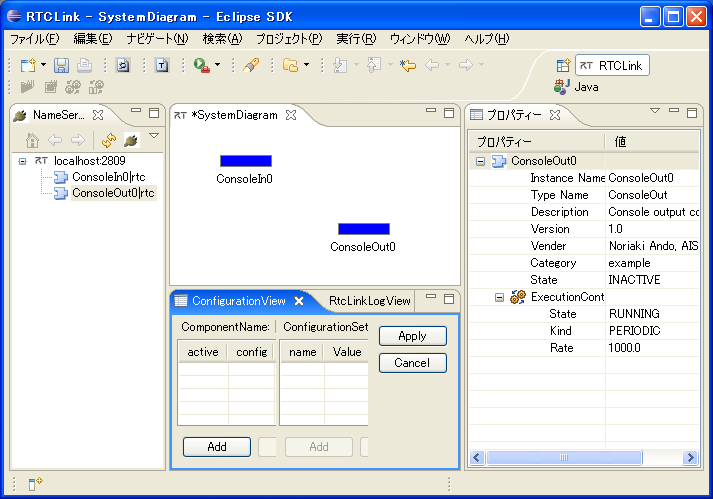 RTCLink - SystemDiagram - Eclipse SDK
ファイル(F) 編集(E) ナビゲート(N) 検索(A) プロジェクト(P) 実行(R) ウィンドウ(W) ヘルプ(H)
RT RTCLink
Java
NameSer...
RT *SystemDiagram
プロパティー
RT localhost:2809
ConsoleIn0|rtc
ConsoleOut0|rtc
ConsoleIn0
ConsoleOut0
プロパティー 値
ConsoleOut0
Instance Name ConsoleOut0
Type Name ConsoleOut
Description Console output co
Version 1.0
Vender Noriaki Ando, AIS
Category example
State INACTIVE
ExecutionCont
State RUNNING
Kind PERIODIC
Rate 1000.0
ConfigurationView RtcLinkLogView
ComponentName: ConfigurationSet
active config name Value
Apply
Cancel
Add Add